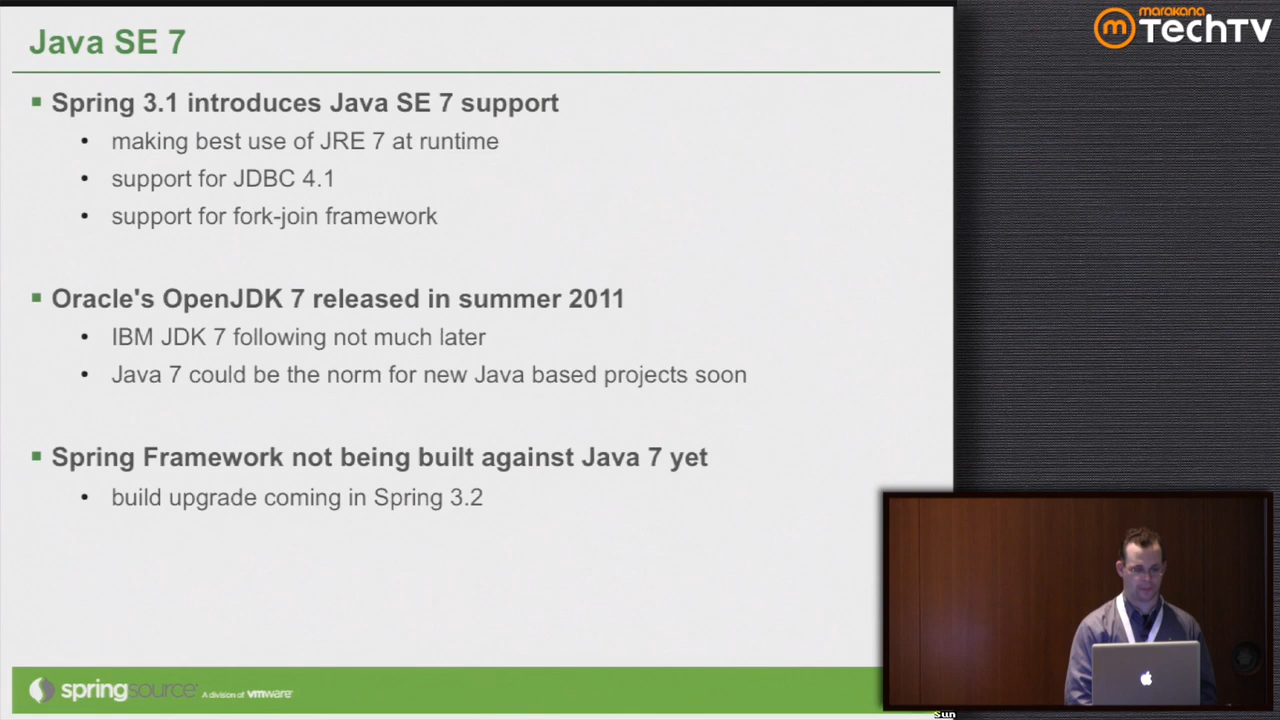 Java SE 7
marakana
m TechTV
Spring 3.1 introduces Java SE 7 support
making best use of JRE 7 at runtime
support for JDBC 4.1
support for fork-join framework
Oracle's OpenJDK 7 released in summer 2011
IBM JDK 7 following not much later
Java 7 could be the norm for new Java based projects soon
Spring Framework not being built against Java 7 yet
build upgrade coming in Spring 3.2
springsource A division of vmware
Sun